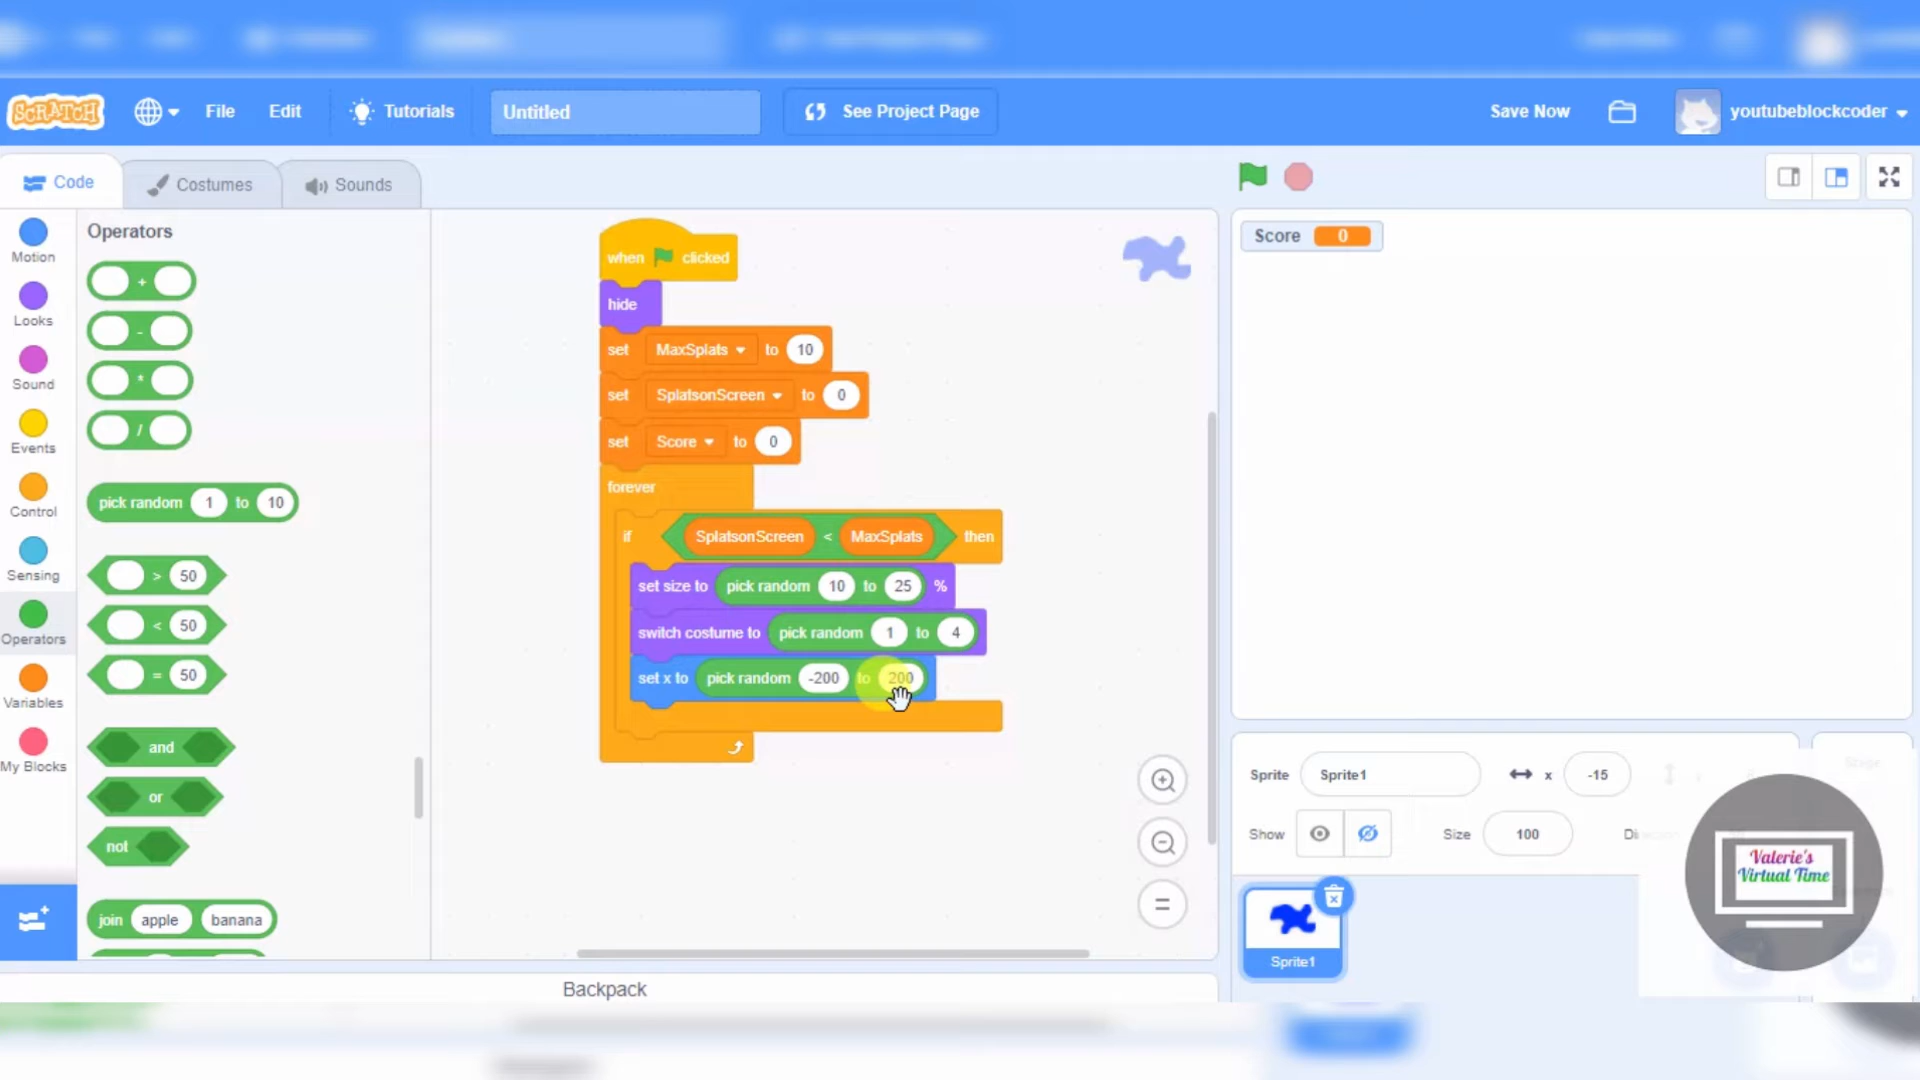 SCRATCH File Edit Tutorials Untitled See Project Page Save Now youtubeblockcoder
Code Costumes Sounds
Motion
Looks
Sound
Events
Control
Sensing
Operators
Variables
My Blocks
Operators
+
-
*
/
pick random 1 to 10
> 50
< 50
= 50
and
or
not
join apple banana
when clicked
hide
set MaxSplats to 10
set SplatsonScreen to 0
set Score to 0
forever
if SplatsonScreen < MaxSplats then
set size to pick random 10 to 25 %
switch costume to pick random 1 to 4
set x to pick random -200 to 200
Backpack
Score 0
Sprite Sprite1 x -15
Show Size 100
Sprite1
Valerie's
Virtual Time